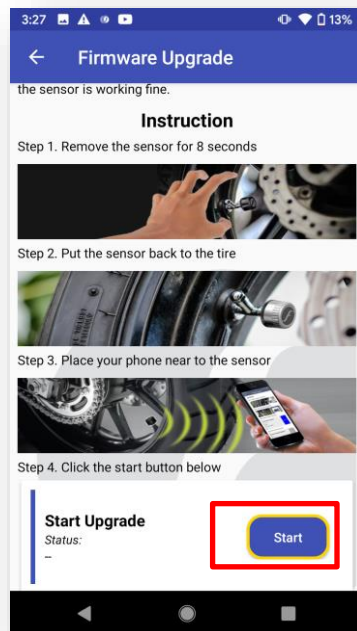 3:27
13%
Firmware Upgrade
the sensor is working fine.
Instruction
Step 1. Remove the sensor for 8 seconds
Step 2. Put the sensor back to the tire
Step 3. Place your phone near to the sensor
Step 4. Click the start button below
Start Upgrade
Status:
--
Start